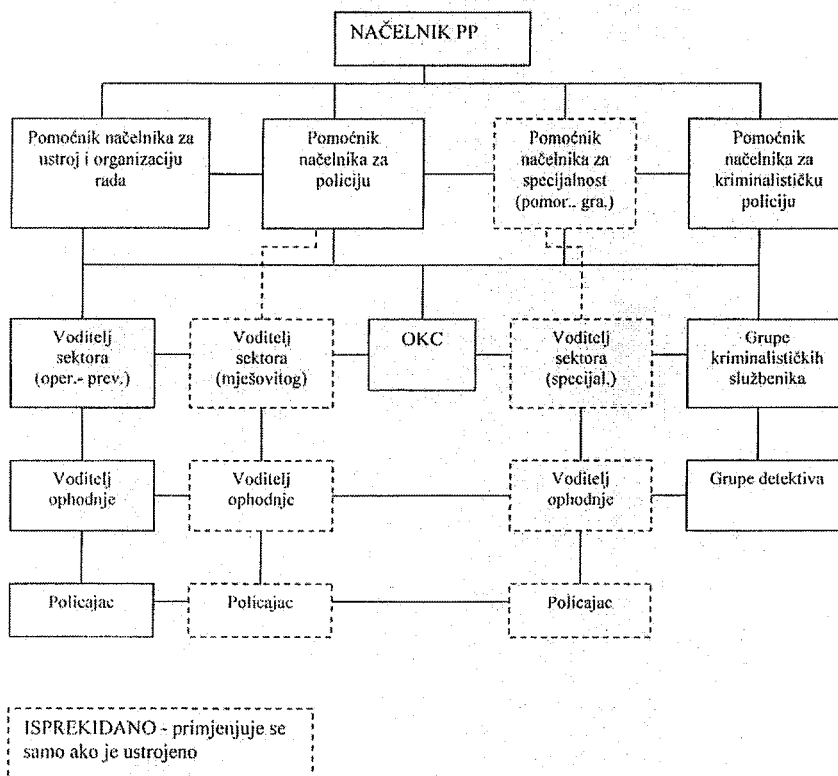 NAČELNIK PP
Pomoćnik načelnika za
ustroj i organizaciju
rada
Pomoćnik
načelnika za
policiju
Pomoćnik
načelnika za
specijalnost
(pomor.. gra.)
Pomoćnik
načelnika za
kriminalističku
policiju
Voditelj
sektora
(oper.- prev.)
Voditelj
sektora
(mješovitog)
OKC
Voditelj
sektora
(specijal.)
Grupe
kriminalističkih
službenika
Voditelj
ophodnje
Voditelj
ophodnje
Voditelj
ophodnje
Grupe detektiva
Policajac
Policajac
Policajac
ISPREKIDANO - primjenjuje se
samo ako je ustrojeno